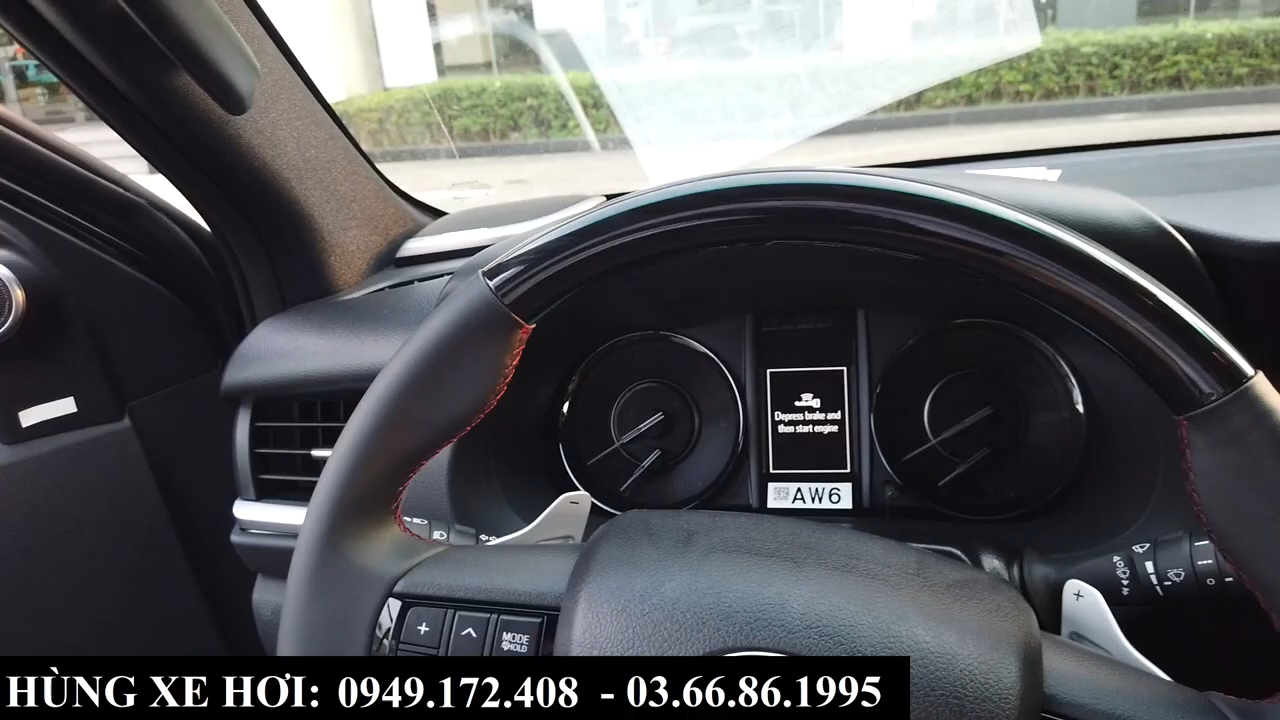 Depress brake and
then start engine
AW6
-
+
+
MODE
HOLD
HÙNG XE HƠI: 0949.172.408 - 03.66.86.1995